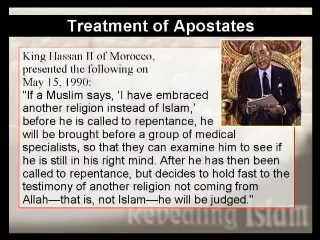 Treatment of Apostates
King Hassan II of Morocco,
presented the following on
May 15, 1990:
"If a Muslim says, ‘I have embraced
another religion instead of Islam,’
before he is called to repentance, he
will be brought before a group of medical
specialists, so that they can examine him to see if
he is still in his right mind. After he has then been
called to repentance, but decides to hold fast to the
testimony of another religion not coming from
Allah—that is, not Islam—he will be judged."
Revealing Islam